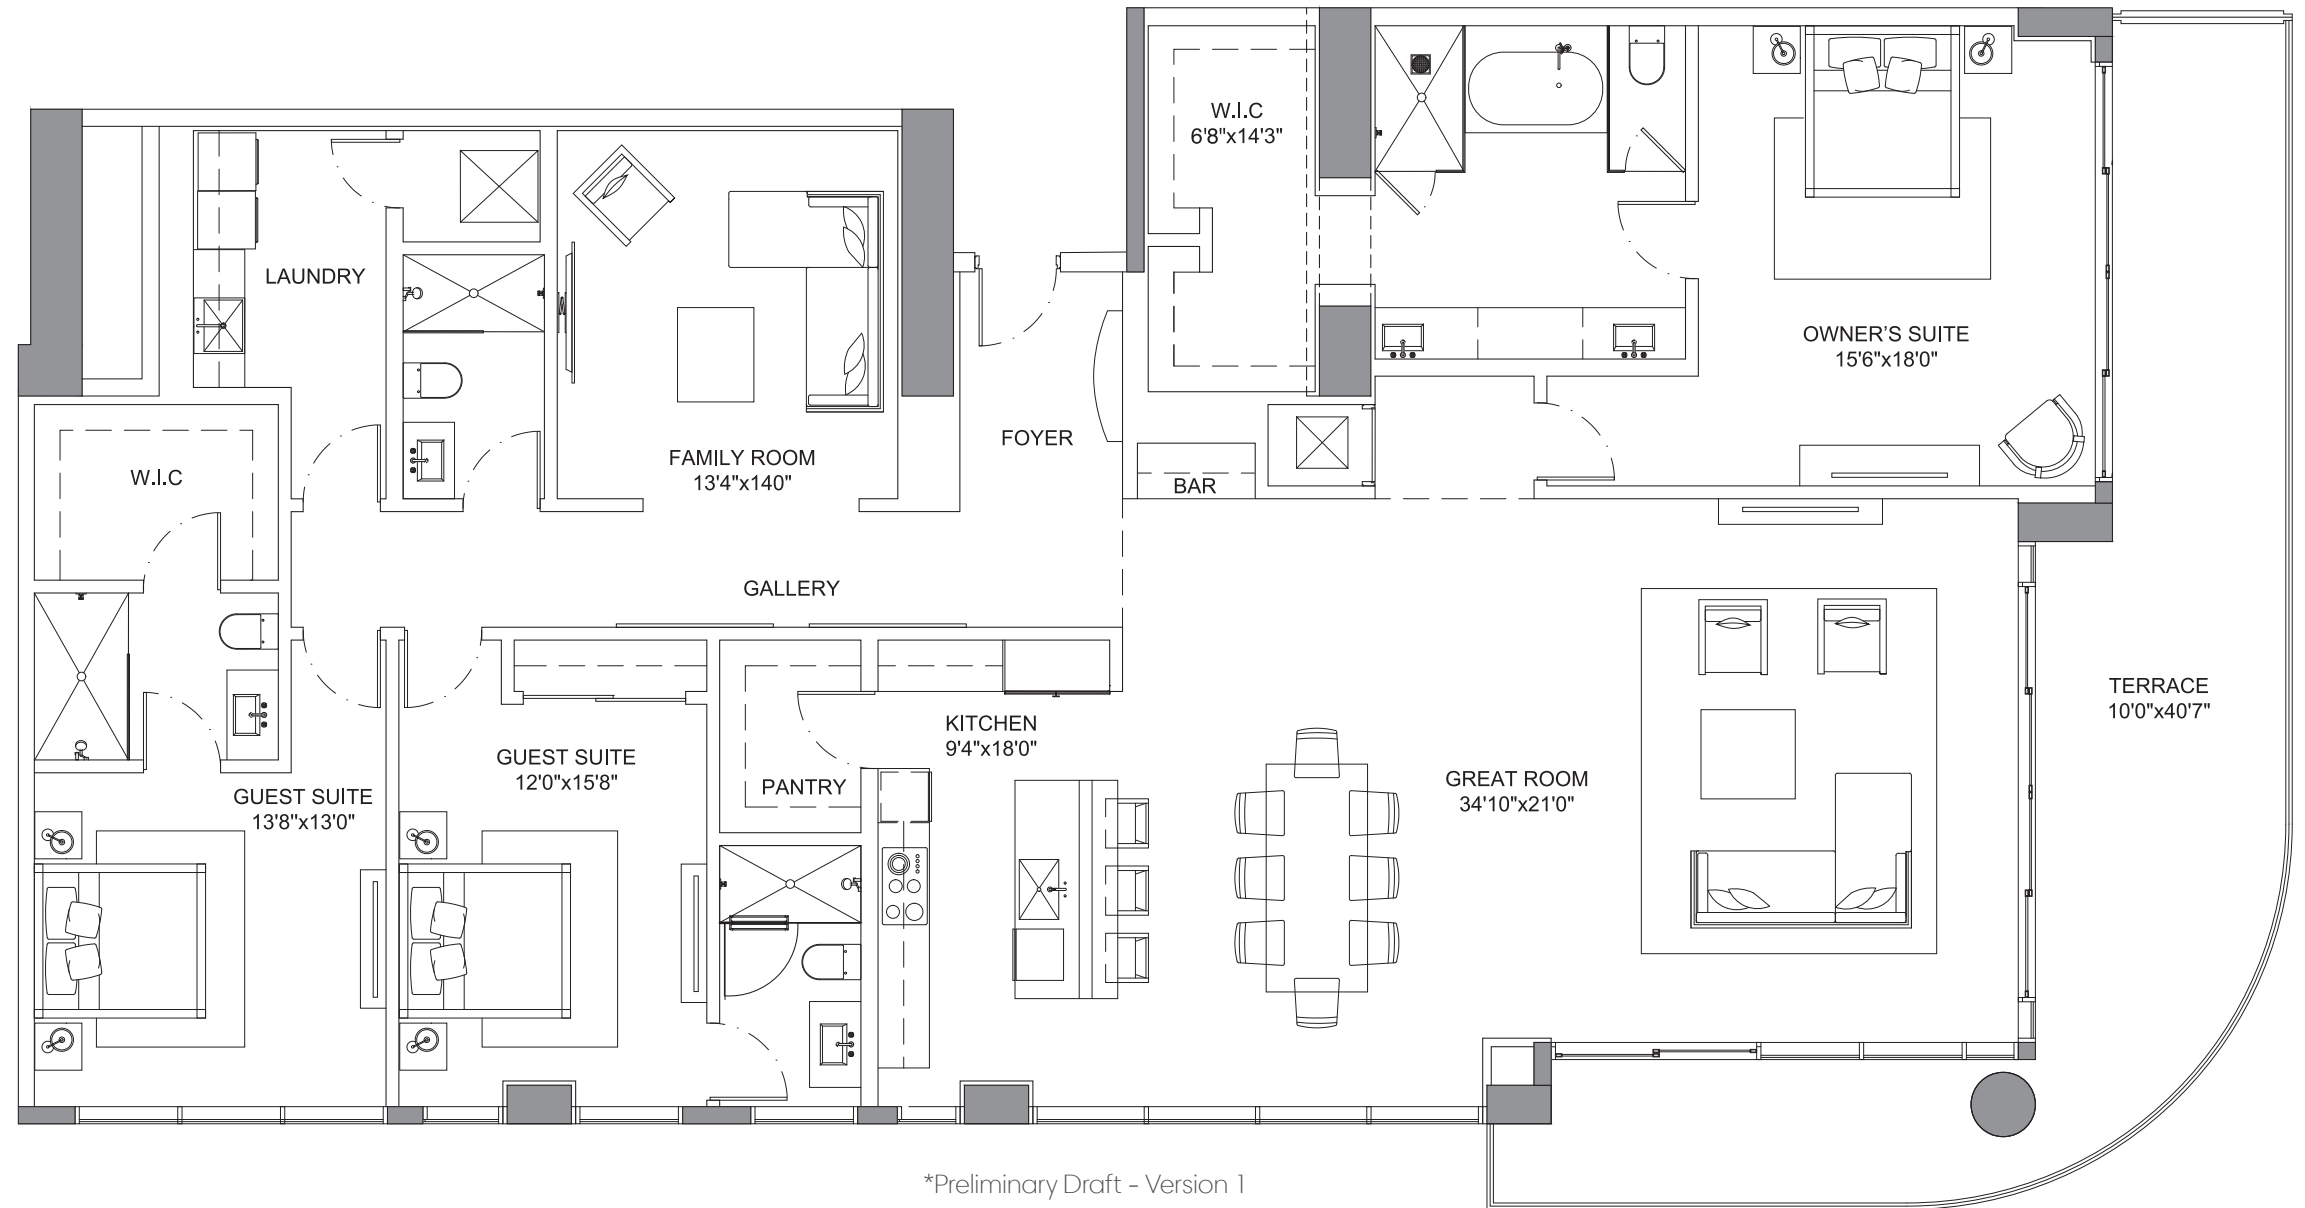 W.I.C
6'8"x14'3"
LAUNDRY
OWNER'S SUITE
15'6"x18'0"
FOYER
FAMILY ROOM
13'4"x140"
W.I.C
BAR
GALLERY
TERRACE
10'0"x40'7"
KITCHEN
9'4"x18'0"
GUEST SUITE
12'0"x15'8"
PANTRY
GREAT ROOM
34'10"x21'0"
GUEST SUITE
13'8"x13'0"
*Preliminary Draft - Version 1